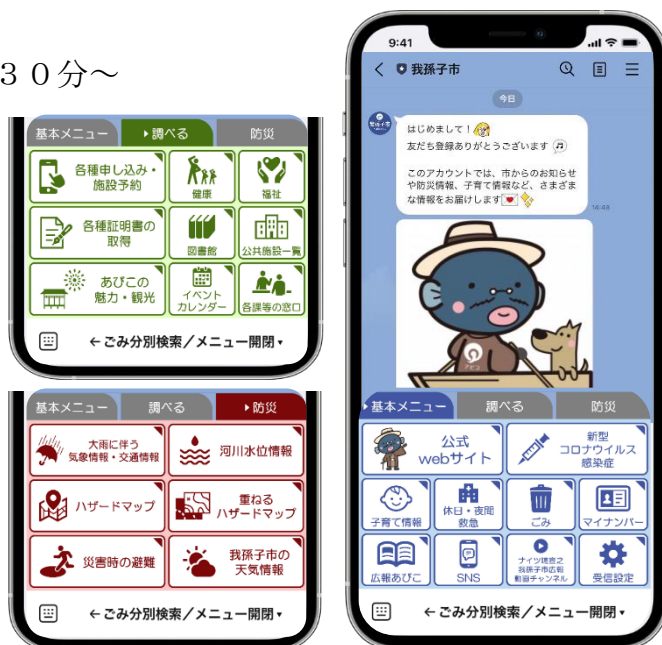 ３０分～
基本メニュー
▸調べる
防災
各種申し込み・
施設予約
健康
福祉
各種証明書の
取得
図書館
公共施設一覧
あびこの
魅力・観光
イベント
カレンダー
各課等の窓口
←ごみ分別検索／メニュー開閉▾
基本メニュー
調べる
▸防災
大雨に伴う
気象情報・交通情報
河川水位情報
ハザードマップ
重ねる
ハザードマップ
災害時の避難
我孫子市の
天気情報
←ごみ分別検索／メニュー開閉▾
9:41
我孫子市
今日
はじめまして！
友だち登録ありがとうございます
このアカウントでは、市からのお知らせ
や防災情報、子育て情報など、さまざま
な情報をお届けします
14:48
アビコ
▸基本メニュー
調べる
防災
公式
webサイト
新型
コロナウイルス
感染症
子育て情報
休日・夜間
救急
ごみ
マイナンバー
広報あびこ
SNS
我孫子市広報
動画チャンネル
受信設定
←ごみ分別検索／メニュー開閉▾